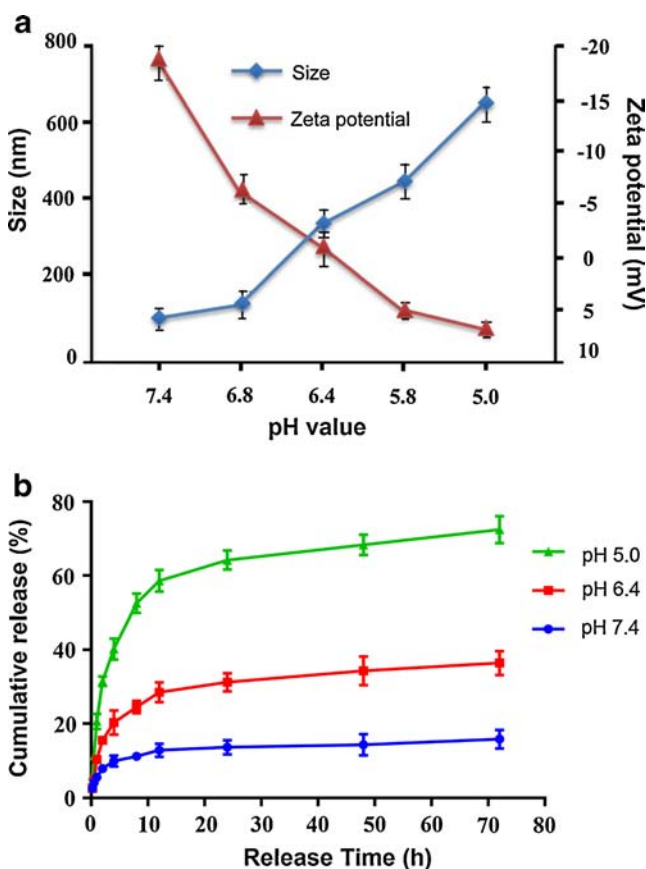 a
800
600
400
200
0
Size (nm)
Size
Zeta potential
-20
-15
-10
-5
0
5
10
Zeta potential (mV)
7.4 6.8 6.4 5.8 5.0
pH value
b
80
60
40
20
0
Cumulative release (%)
pH 5.0
pH 6.4
pH 7.4
0 10 20 30 40 50 60 70 80
Release Time (h)